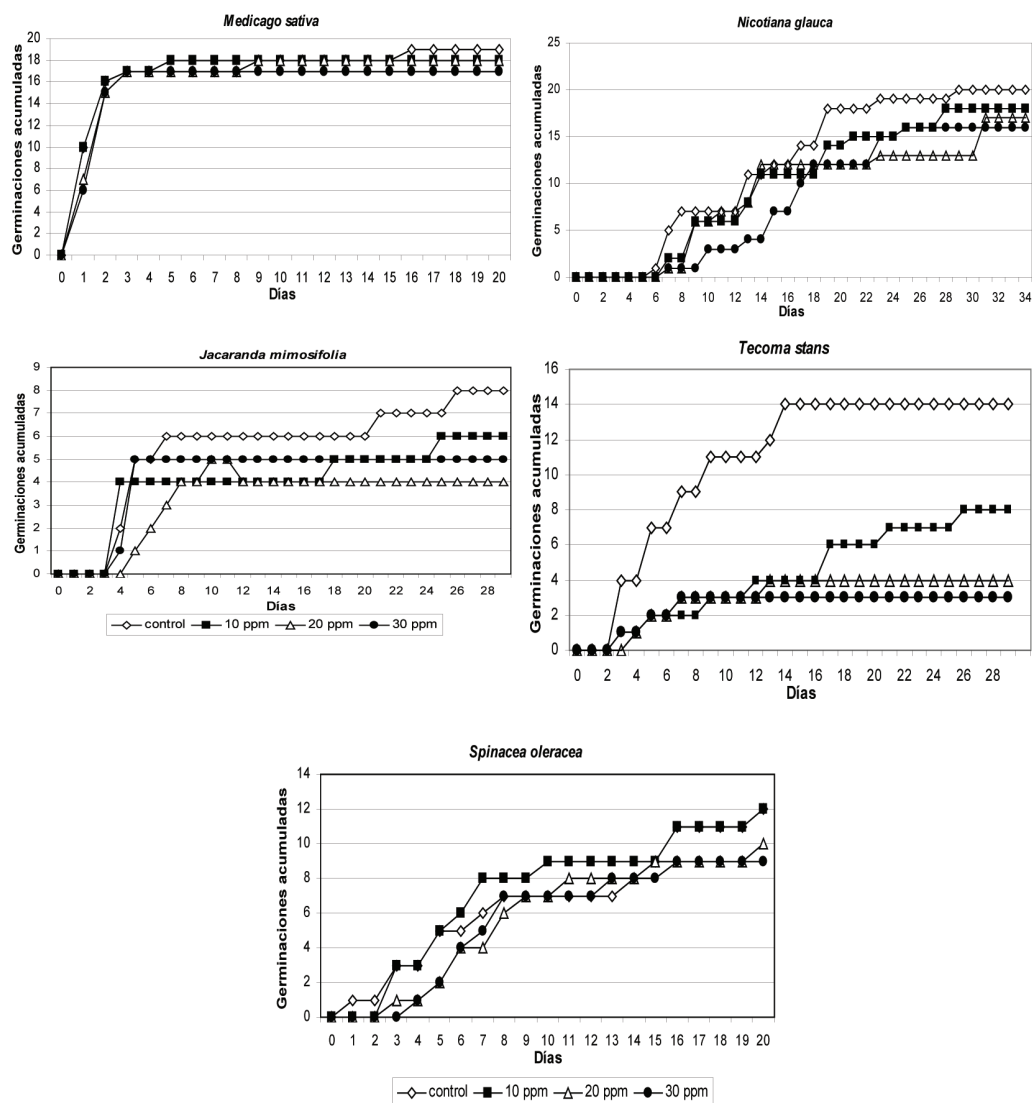 Medicago sativa
Germinaciones acumuladas
20
18
16
14
12
10
8
6
4
2
0
0 1 2 3 4 5 6 7 8 9 10 11 12 13 14 15 16 17 18 19 20
Días
Nicotiana glauca
Germinaciones acumuladas
25
20
15
10
5
0
0 2 4 6 8 10 12 14 16 18 20 22 24 26 28 30 32 34
Días
Jacaranda mimosifolia
Germinaciones acumuladas
9
8
7
6
5
4
3
2
1
0
0 2 4 6 8 10 12 14 16 18 20 22 24 26 28
Días
control 10 ppm 20 ppm 30 ppm
Tecoma stans
Germinaciones acumuladas
16
14
12
10
8
6
4
2
0
0 2 4 6 8 10 12 14 16 18 20 22 24 26 28
Días
Spinacea oleracea
Germinaciones acumuladas
14
12
10
8
6
4
2
0
0 1 2 3 4 5 6 7 8 9 10 11 12 13 14 15 16 17 18 19 20
Días
control 10 ppm 20 ppm 30 ppm